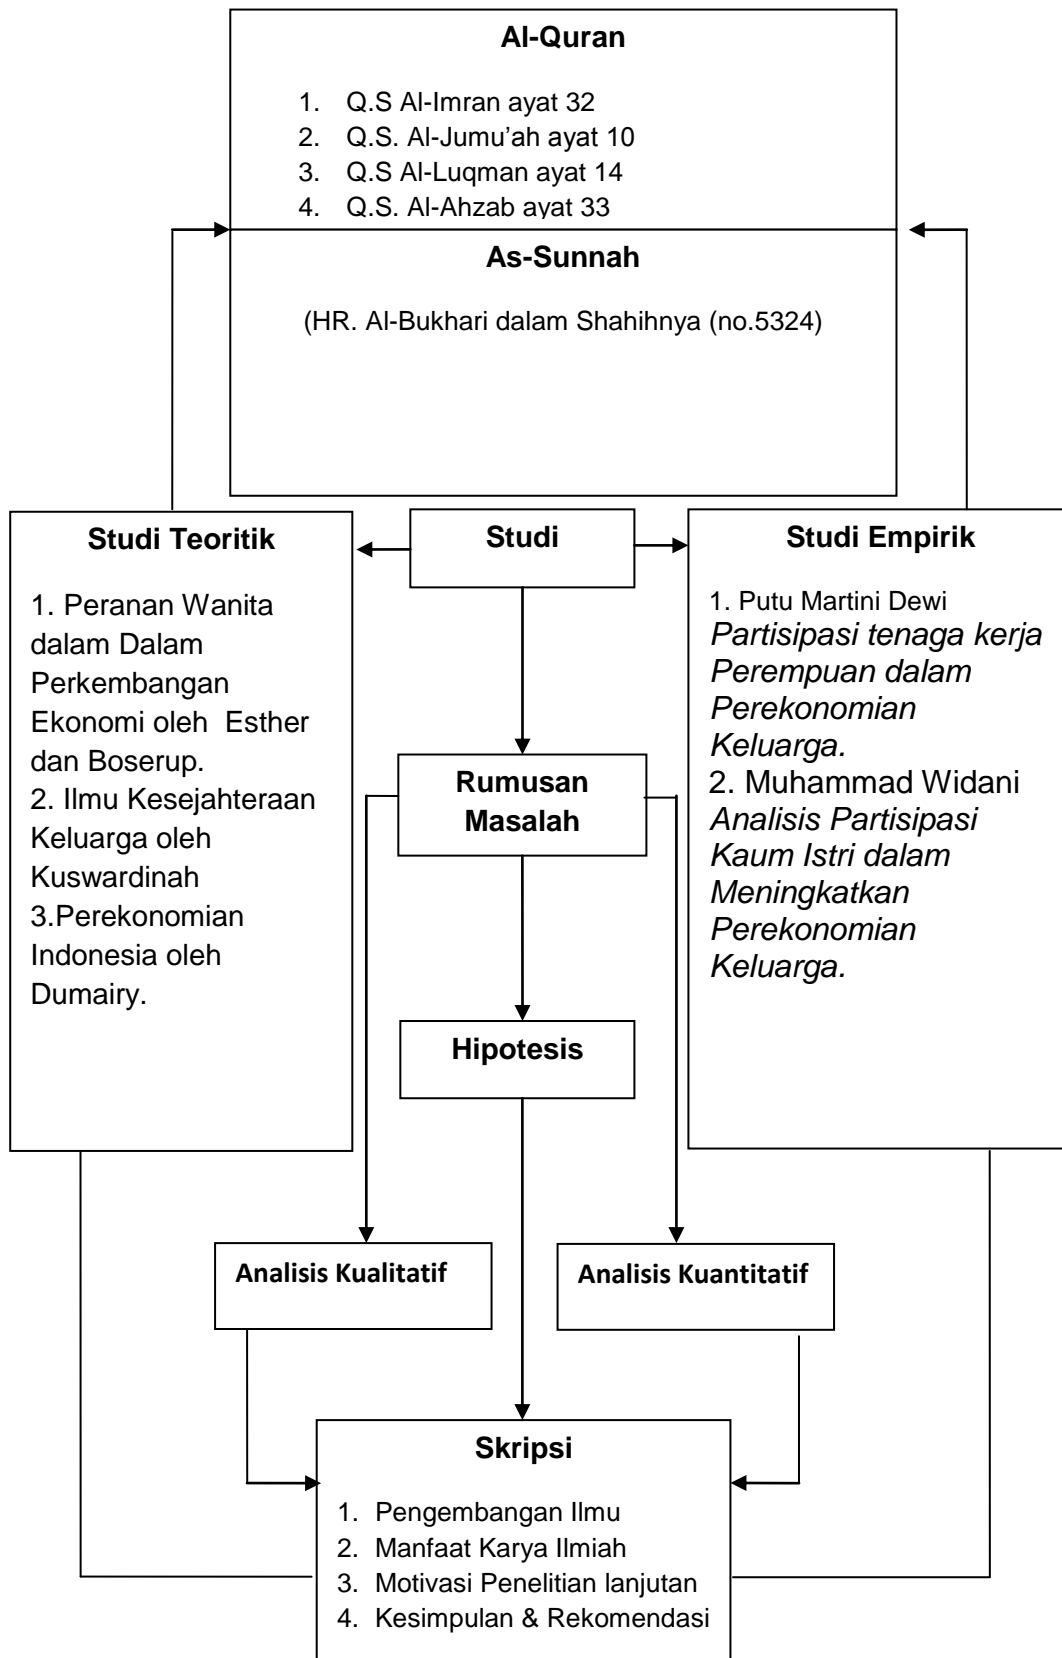 Al-Quran
1. Q.S Al-Imran ayat 32
2. Q.S. Al-Jumu’ah ayat 10
3. Q.S Al-Luqman ayat 14
4. Q.S. Al-Ahzab ayat 33
As-Sunnah
(HR. Al-Bukhari dalam Shahihnya (no.5324)
Studi Teoritik
1. Peranan Wanita
dalam Dalam
Perkembangan
Ekonomi oleh Esther
dan Boserup.
2. Ilmu Kesejahteraan
Keluarga oleh
Kuswardinah
3.Perekonomian
Indonesia oleh
Dumairy.
Studi
Studi Empirik
1. Putu Martini Dewi
Partisipasi tenaga kerja
Perempuan dalam
Perekonomian
Keluarga.
2. Muhammad Widani
Analisis Partisipasi
Kaum Istri dalam
Meningkatkan
Perekonomian
Keluarga.
Rumusan
Masalah
Hipotesis
Analisis Kualitatif
Analisis Kuantitatif
Skripsi
1. Pengembangan Ilmu
2. Manfaat Karya Ilmiah
3. Motivasi Penelitian lanjutan
4. Kesimpulan & Rekomendasi